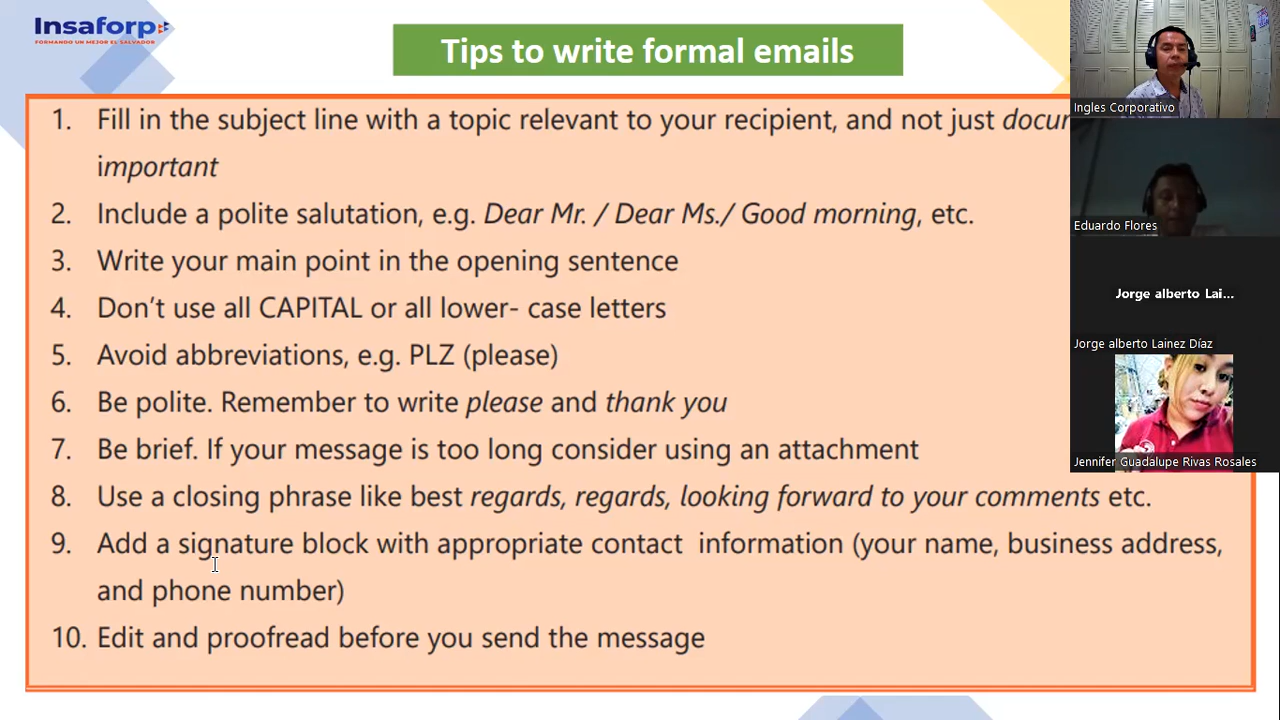 Insaforp
FORMANDO UN MEJOR EL SALVADOR
Tips to write formal emails
1. Fill in the subject line with a topic relevant to your recipient, and not just
important
2. Include a polite salutation, e.g. Dear Mr. / Dear Ms./ Good morning, etc.
3. Write your main point in the opening sentence
4. Don't use all CAPITAL or all lower- case letters
5. Avoid abbreviations, e.g. PLZ (please)
6. Be polite. Remember to write please and thank you
7. Be brief. If your message is too long consider using an attachment
8. Use a closing phrase like best regards, regards, looking forward to your comments etc.
9. Add a signature block with appropriate contact information (your name, business address,
and phone number)
10. Edit and proofread before you send the message
Ingles Corporativo
Eduardo Flores
Jorge alberto Lai...
Jorge alberto Lainez Díaz
Jennifer Guadalupe Rivas Rosales